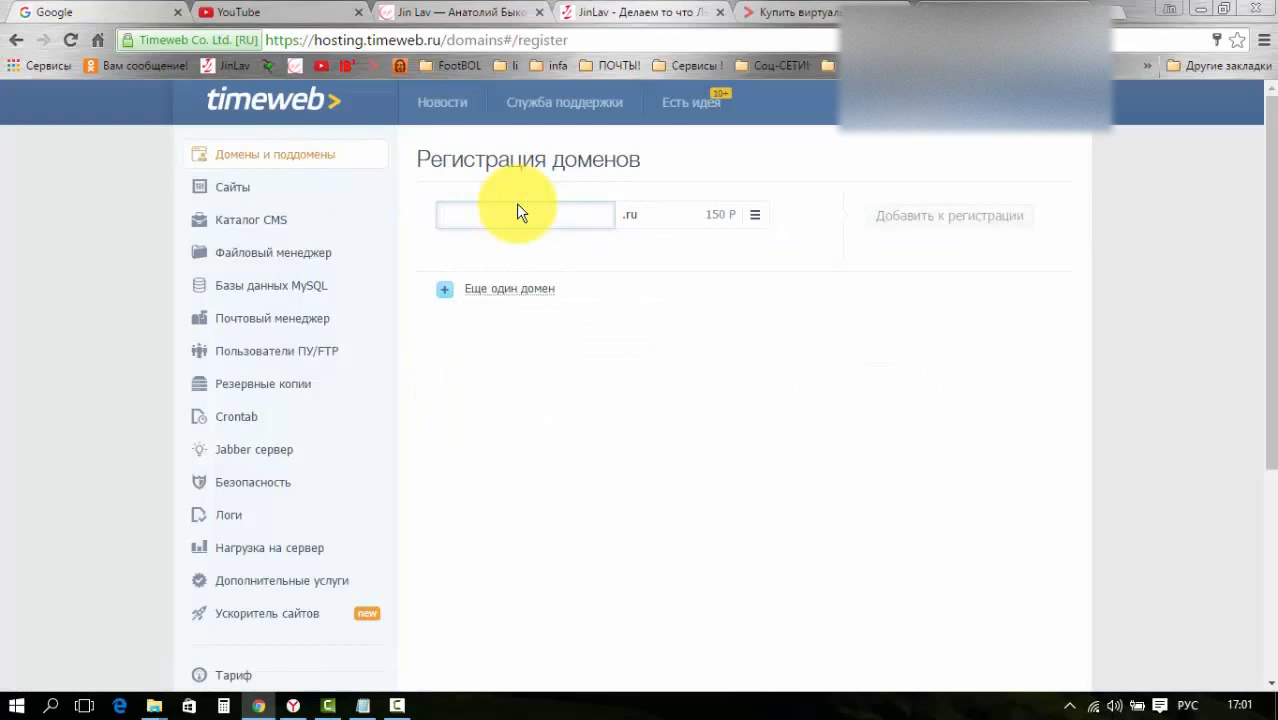 Google
YouTube
Jin Lav — Анатолий Быко
JinLav - Делаем то что Л
Купить виртуаль
Timeweb Co. Ltd. [RU]
https://hosting.timeweb.ru/domains#/register
Сервисы
Вам сообщение!
JinLav
FootBOL
li
infa
ПОЧТЫ!
Сервисы !
Соц-СЕТИ!
»
Другие закладки
timeweb>
Новости
Служба поддержки
Есть идея
10+
Домены и поддомены
Сайты
Каталог CMS
Файловый менеджер
Базы данных MySQL
Почтовый менеджер
Пользователи ПУ/FTP
Резервные копии
Crontab
Jabber сервер
Безопасность
Логи
Нагрузка на сервер
Дополнительные услуги
Ускоритель сайтов
new
Тариф
Регистрация доменов
.ru
150 Р
Добавить к регистрации
Еще один домен
РУС
17:01